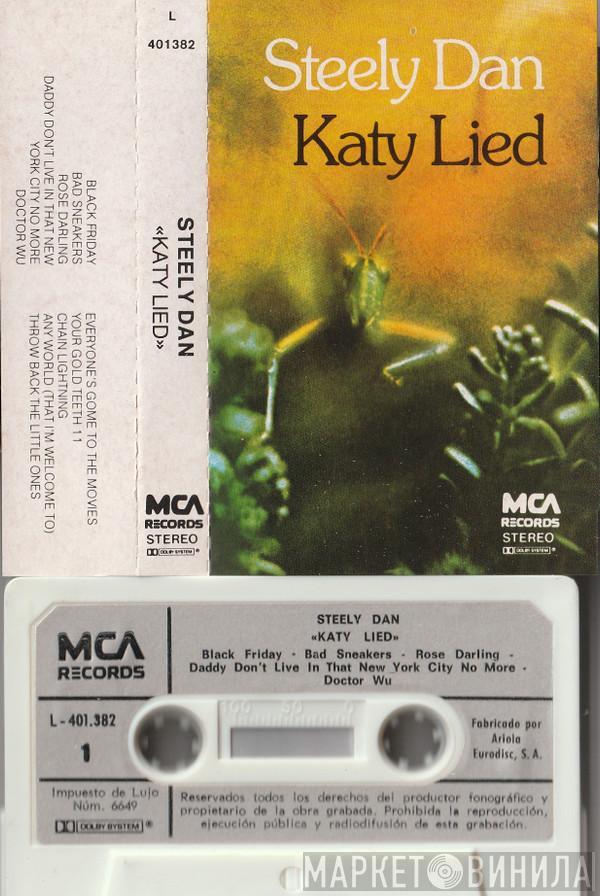 L
401382
BLACK FRIDAY
BAD SNEAKERS
ROSE DARLING
DADDY DON'T LIVE IN THAT NEW
YORK CITY NO MORE
DOCTOR WU
EVERYONE'S GOME TO THE MOVIES
YOUR GOLD TEETH 11
CHAIN LIGHTNING
ANY WORLD (THAT I'M WELCOME TO)
THROW BACK THE LITTLE ONES
STEELY DAN
«KATY LIED»
MCA
RECORDS
STEREO
DOLBY SYSTEM ®
Steely Dan
Katy Lied
MCA
RECORDS
STEREO
DOLBY SYSTEM ®
MCA
RECORDS
STEELY DAN
«KATY LIED»
Black Friday - Bad Sneakers - Rose Darling -
Daddy Don't Live In That New York City No More -
Doctor Wu
L-401.382
1
100 50 0
Fabricado por
Ariola
Eurodisc, S. A.
Impuesto de Lujo
Núm. 6649
DOLBY SYSTEM ®
Reservados todos los derechos del productor fonográfico y
propietario de la obra grabada. Prohibida la reproducción,
ejecución pública y radiodifusión de esta grabación.
МАРКЕТ ВИНИЛА